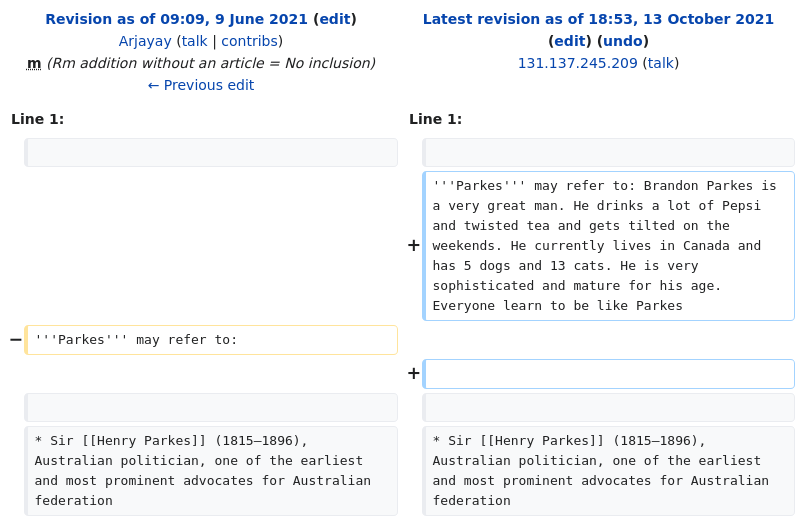 Revision as of 09:09, 9 June 2021 (edit)
Arjayay (talk | contribs)
m (Rm addition without an article = No inclusion)
← Previous edit
Latest revision as of 18:53, 13 October 2021
(edit) (undo)
131.137.245.209 (talk)
Line 1:
Line 1:
'''Parkes''' may refer to: Brandon Parkes is
a very great man. He drinks a lot of Pepsi
and twisted tea and gets tilted on the
weekends. He currently lives in Canada and
+
has 5 dogs and 13 cats. He is very
sophisticated and mature for his age.
Everyone learn to be like Parkes
− '''Parkes''' may refer to:
+
* Sir [[Henry Parkes]] (1815–1896),
Australian politician, one of the earliest
and most prominent advocates for Australian
federation
* Sir [[Henry Parkes]] (1815–1896),
Australian politician, one of the earliest
and most prominent advocates for Australian
federation